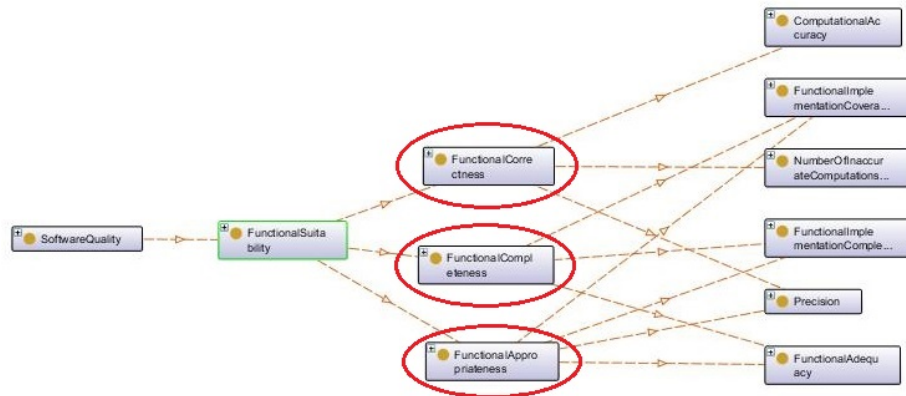 SoftwareQuality
FunctionalSuita
bility
FunctionalCorre
ctness
FunctionalCompl
eteness
FunctionalAppro
priateness
ComputationalAc
curacy
FunctionalImple
mentationCovera...
NumberOfInaccur
ateComputations...
FunctionalImple
mentationComple...
Precision
FunctionalAdequ
acy